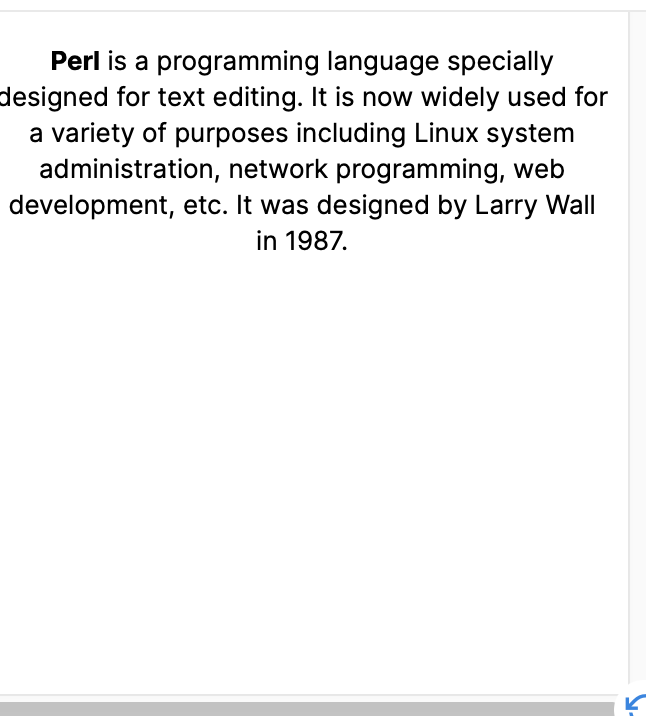 Perl is a programming language specially
designed for text editing. It is now widely used for
a variety of purposes including Linux system
administration, network programming, web
development, etc. It was designed by Larry Wall
in 1987.